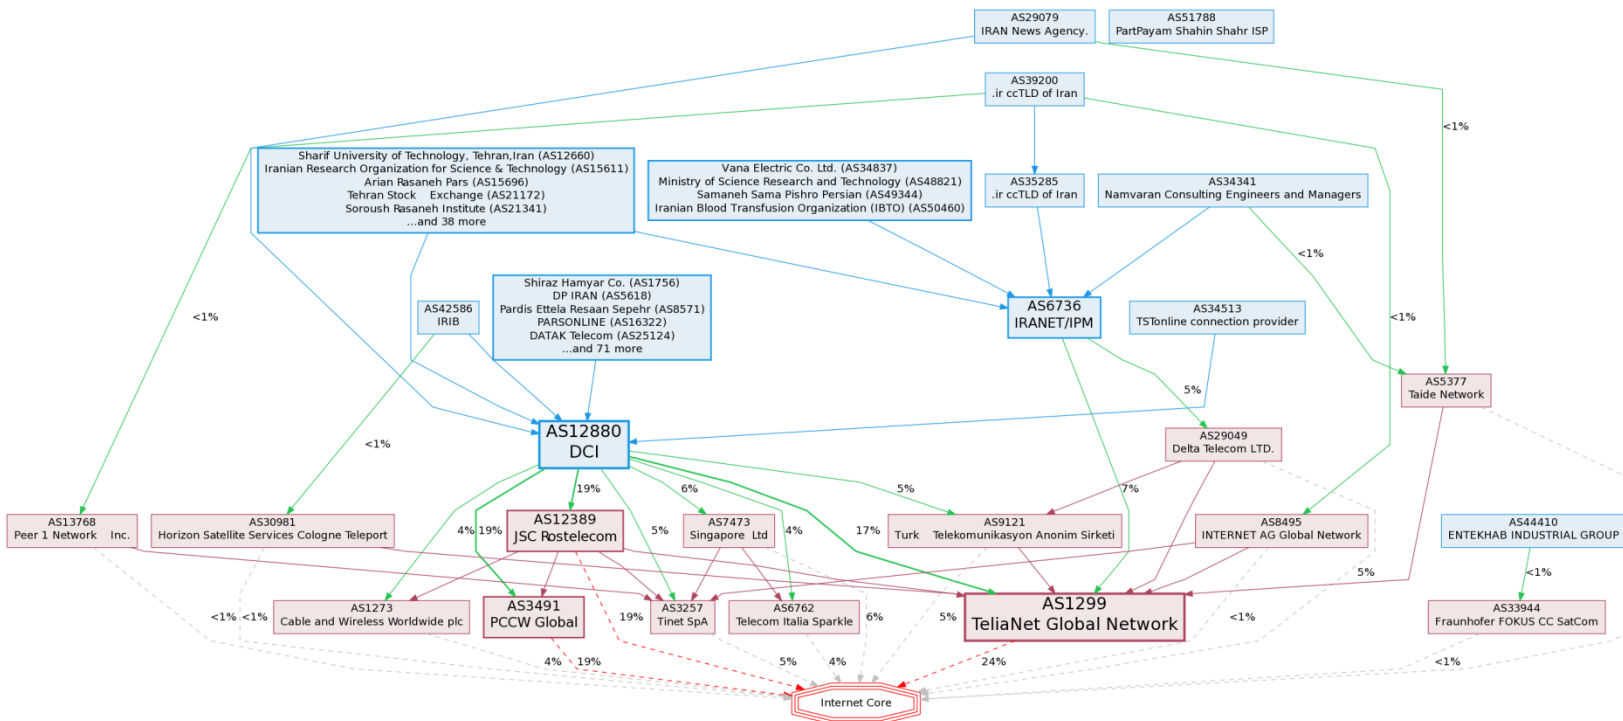 AS29079
IRAN News Agency.
AS51788
PartPayam Shahin Shahr ISP
AS39200
.ir ccTLD of Iran
<1%
Sharif University of Technology, Tehran,Iran (AS12660)
Iranian Research Organization for Science & Technology (AS15611)
Arian Rasaneh Pars (AS15696)
Tehran Stock    Exchange (AS21172)
Soroush Rasaneh Institute (AS21341)
...and 38 more
Vana Electric Co. Ltd. (AS34837)
Ministry of Science Research and Technology (AS48821)
Samaneh Sama Pishro Persian (AS49344)
Iranian Blood Transfusion Organization (IBTO) (AS50460)
AS35285
.ir ccTLD of Iran
AS34341
Namvaran Consulting Engineers and Managers
<1%
Shiraz Hamyar Co. (AS1756)
DP IRAN (AS5618)
Pardis Ettela Resaan Sepehr (AS8571)
PARSONLINE (AS16322)
DATAK Telecom (AS25124)
...and 71 more
AS42586
IRIB
AS6736
IRANET/IPM
AS34513
TSTonline connection provider
<1%
<1%
AS5377
Taide Network
5%
AS12880
DCI
<1%
AS29049
Delta Telecom LTD.
19%
6%
5%
7%
AS13768
Peer 1 Network    Inc.
AS30981
Horizon Satellite Services Cologne Teleport
4%
19%
AS12389
JSC Rostelecom
5%
AS7473
Singapore  Ltd
4%
17%
AS9121
Turk    Telekomunikasyon Anonim Sirketi
AS8495
INTERNET AG Global Network
AS44410
ENTEKHAB INDUSTRIAL GROUP
5%
<1%
AS1273
Cable and Wireless Worldwide plc
AS3491
PCCW Global
AS3257
Tinet SpA
AS6762
Telecom Italia Sparkle
AS1299
TeliaNet Global Network
AS33944
Fraunhofer FOKUS CC SatCom
<1%
<1%
19%
6%
5%
<1%
4%
19%
5%
4%
24%
<1%
Internet Core